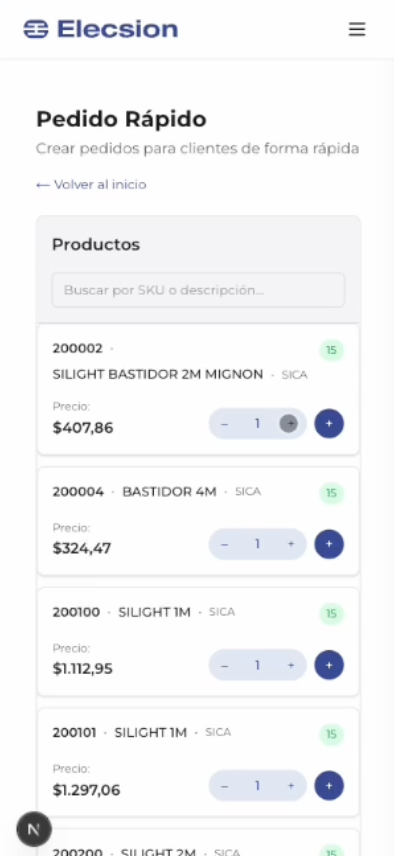 Elecsion
Pedido Rápido
Crear pedidos para clientes de forma rápida
← Volver al inicio
Productos
Buscar por SKU o descripción...
200002 ·
15
SILIGHT BASTIDOR 2M MIGNON · SICA
Precio:
$407,86
– 1 + +
200004 · BASTIDOR 4M · SICA
15
Precio:
$324,47
– 1 + +
200100 · SILIGHT 1M · SICA
15
Precio:
$1.112,95
– 1 + +
200101 · SILIGHT 1M · SICA
15
Precio:
$1.297,06
– 1 + +
N
200200 · SILIGHT 2M · SICA
15